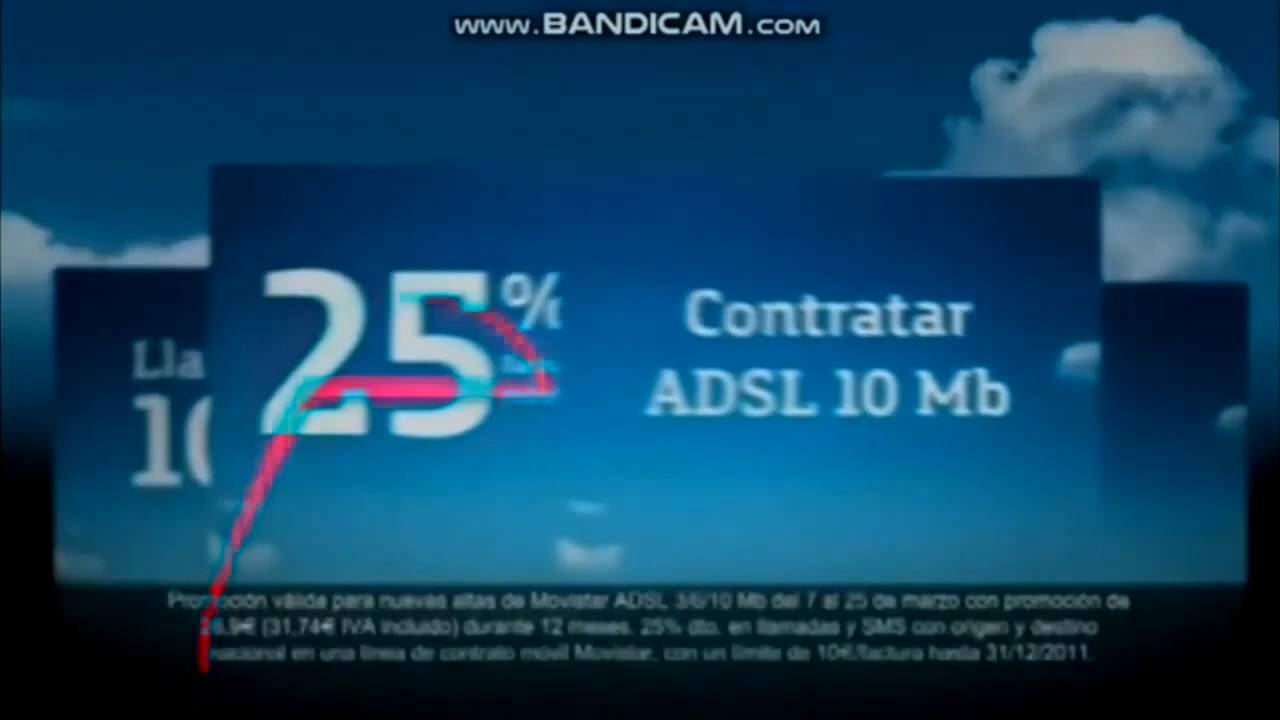 www.BANDICAM.com
25%
Contratar
ADSL 10 Mb
Lla
10
Promoción válida para nuevas altas de Movistar ADSL 3/6/10 Mb del 7 al 25 de marzo con promoción de
€ (31,74€ IVA incluido) durante 12 meses. 25% dto. en llamadas y SMS con origen y destino
nacional en una línea de contrato móvil Movistar, con un límite de 10€/factura hasta 31/12/2011.